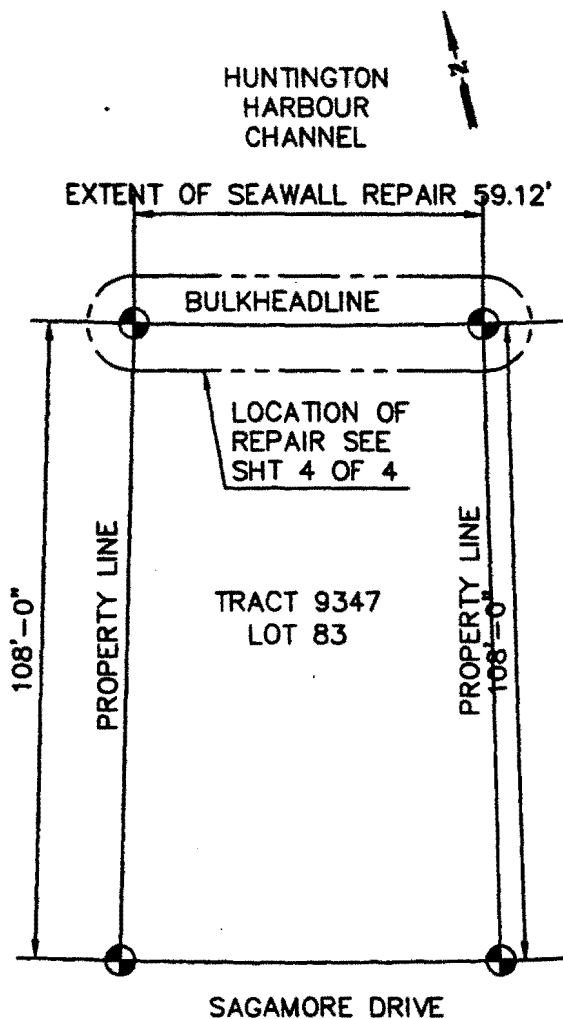 Z
HUNTINGTON
HARBOUR
CHANNEL
EXTENT OF SEAWALL REPAIR 59.12'
BULKHEADLINE
LOCATION OF
REPAIR SEE
SHT 4 OF 4
TRACT 9347
LOT 83
108'-0"
PROPERTY LINE
PROPERTY LINE
108'-0"
SAGAMORE DRIVE